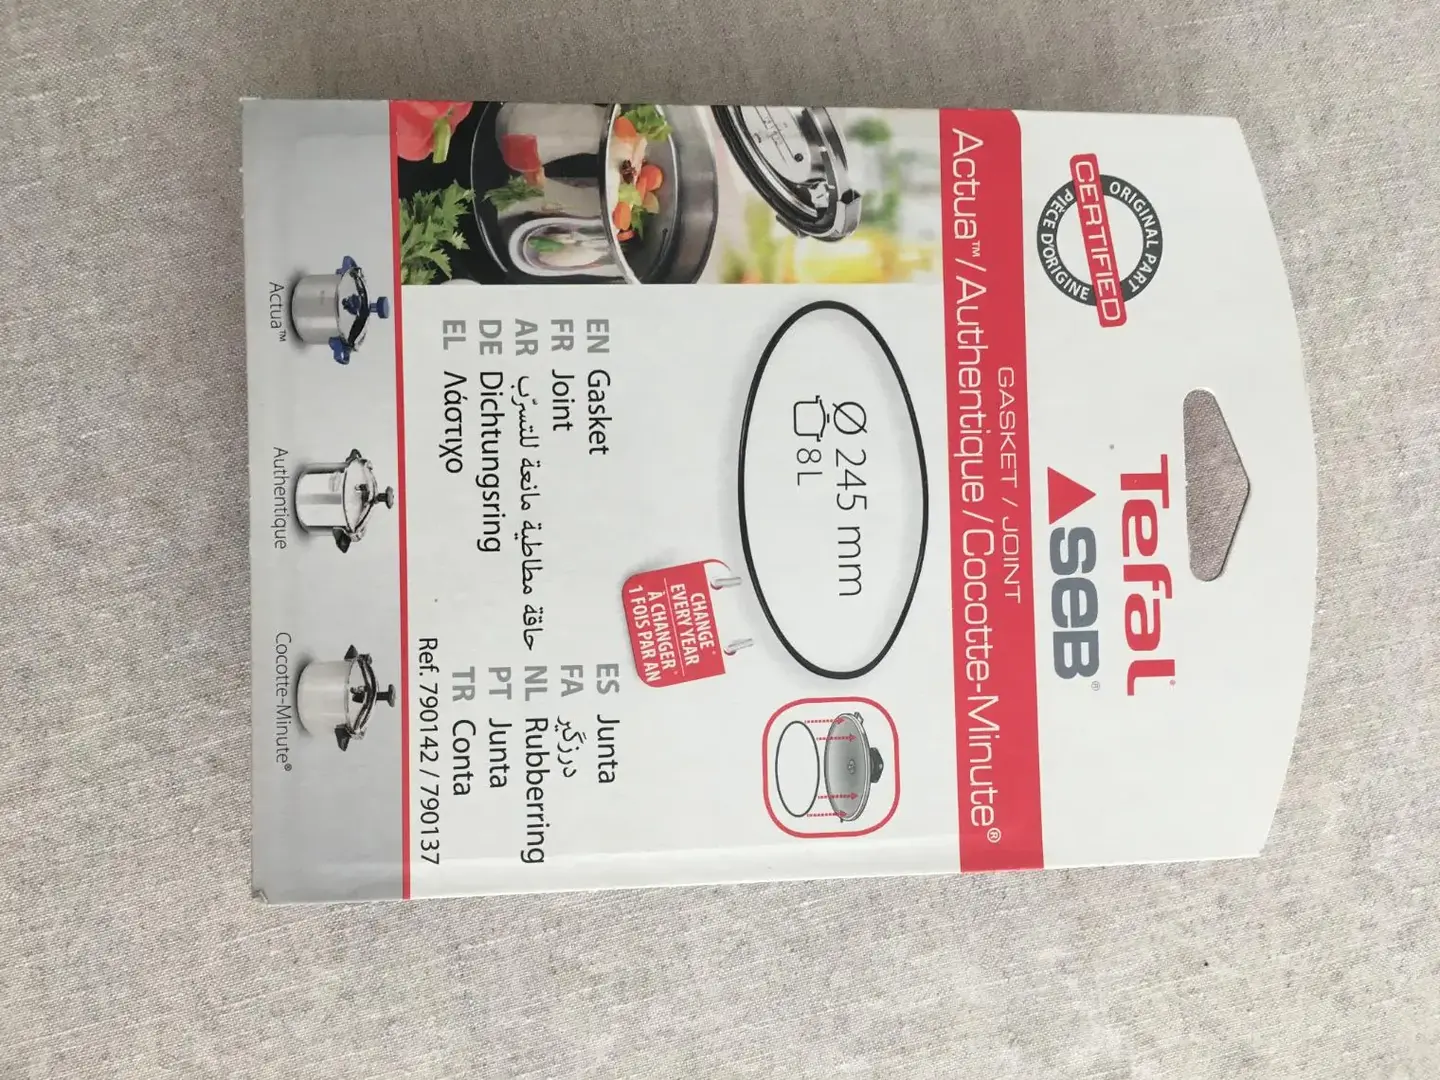 Tefal®
SEB®
ORIGINAL PART
CERTIFIED
PIÈCE D'ORIGINE
GASKET / JOINT
Actua™/Authentique/Cocotte-Minute®
Ø 245 mm
8L
CHANGE*
EVERY YEAR
À CHANGER*
1 FOIS PAR AN
EN Gasket
FR Joint
AR حافة مطاطية مانعة للتسرّب
DE Dichtungsring
EL Λάστιχο
ES Junta
FA درزگیر
NL Rubberring
PT Junta
TR Conta
Ref. 790142 / 790137
Actua™
Authentique
Cocotte-Minute®